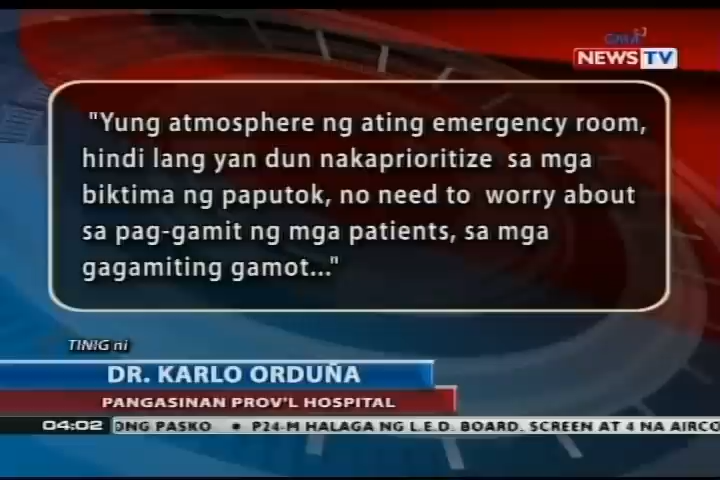 GMA
NEWS TV
"Yung atmosphere ng ating emergency room,
hindi lang yan dun nakaprioritize sa mga
biktima ng paputok, no need to worry about
sa pag-gamit ng mga patients, sa mga
gagamiting gamot..."
TINIG ni
DR. KARLO ORDUÑA
PANGASINAN PROV'L HOSPITAL
04:02 ONG PASKO • P24-M HALAGA NG L.E.D. BOARD. SCREEN AT 4 NA AIRCO